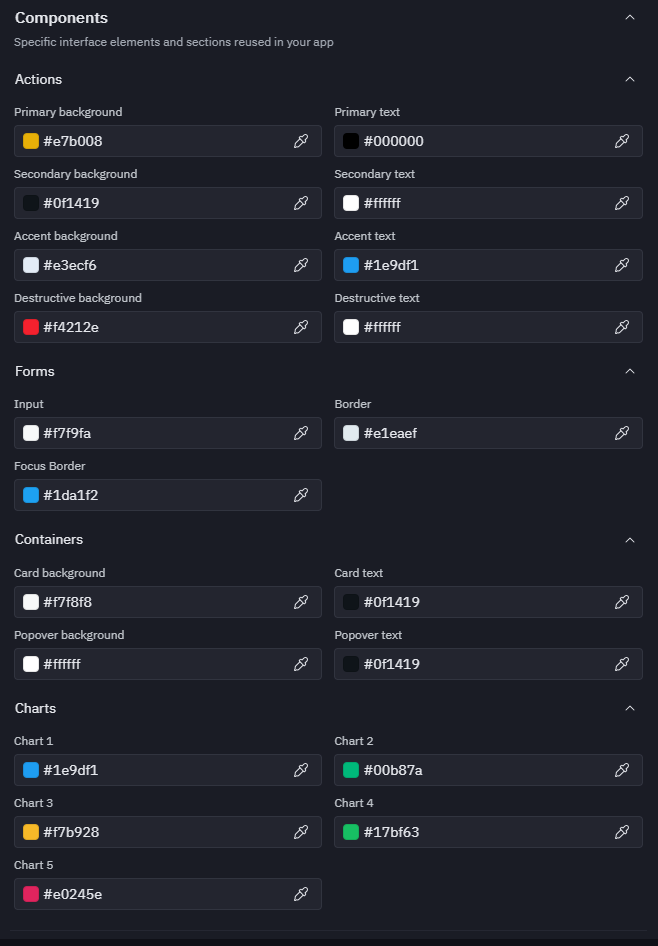 Components
Specific interface elements and sections reused in your app
Actions
Primary background
Primary text
#e7b008
#000000
Secondary background
Secondary text
#0f1419
#ffffff
Accent background
Accent text
#e3ecf6
#1e9df1
Destructive background
Destructive text
#f4212e
#ffffff
Forms
Input
Border
#f7f9fa
#e1eaef
Focus Border
#1da1f2
Containers
Card background
Card text
#f7f8f8
#0f1419
Popover background
Popover text
#ffffff
#0f1419
Charts
Chart 1
Chart 2
#1e9df1
#00b87a
Chart 3
Chart 4
#f7b928
#17bf63
Chart 5
#e0245e